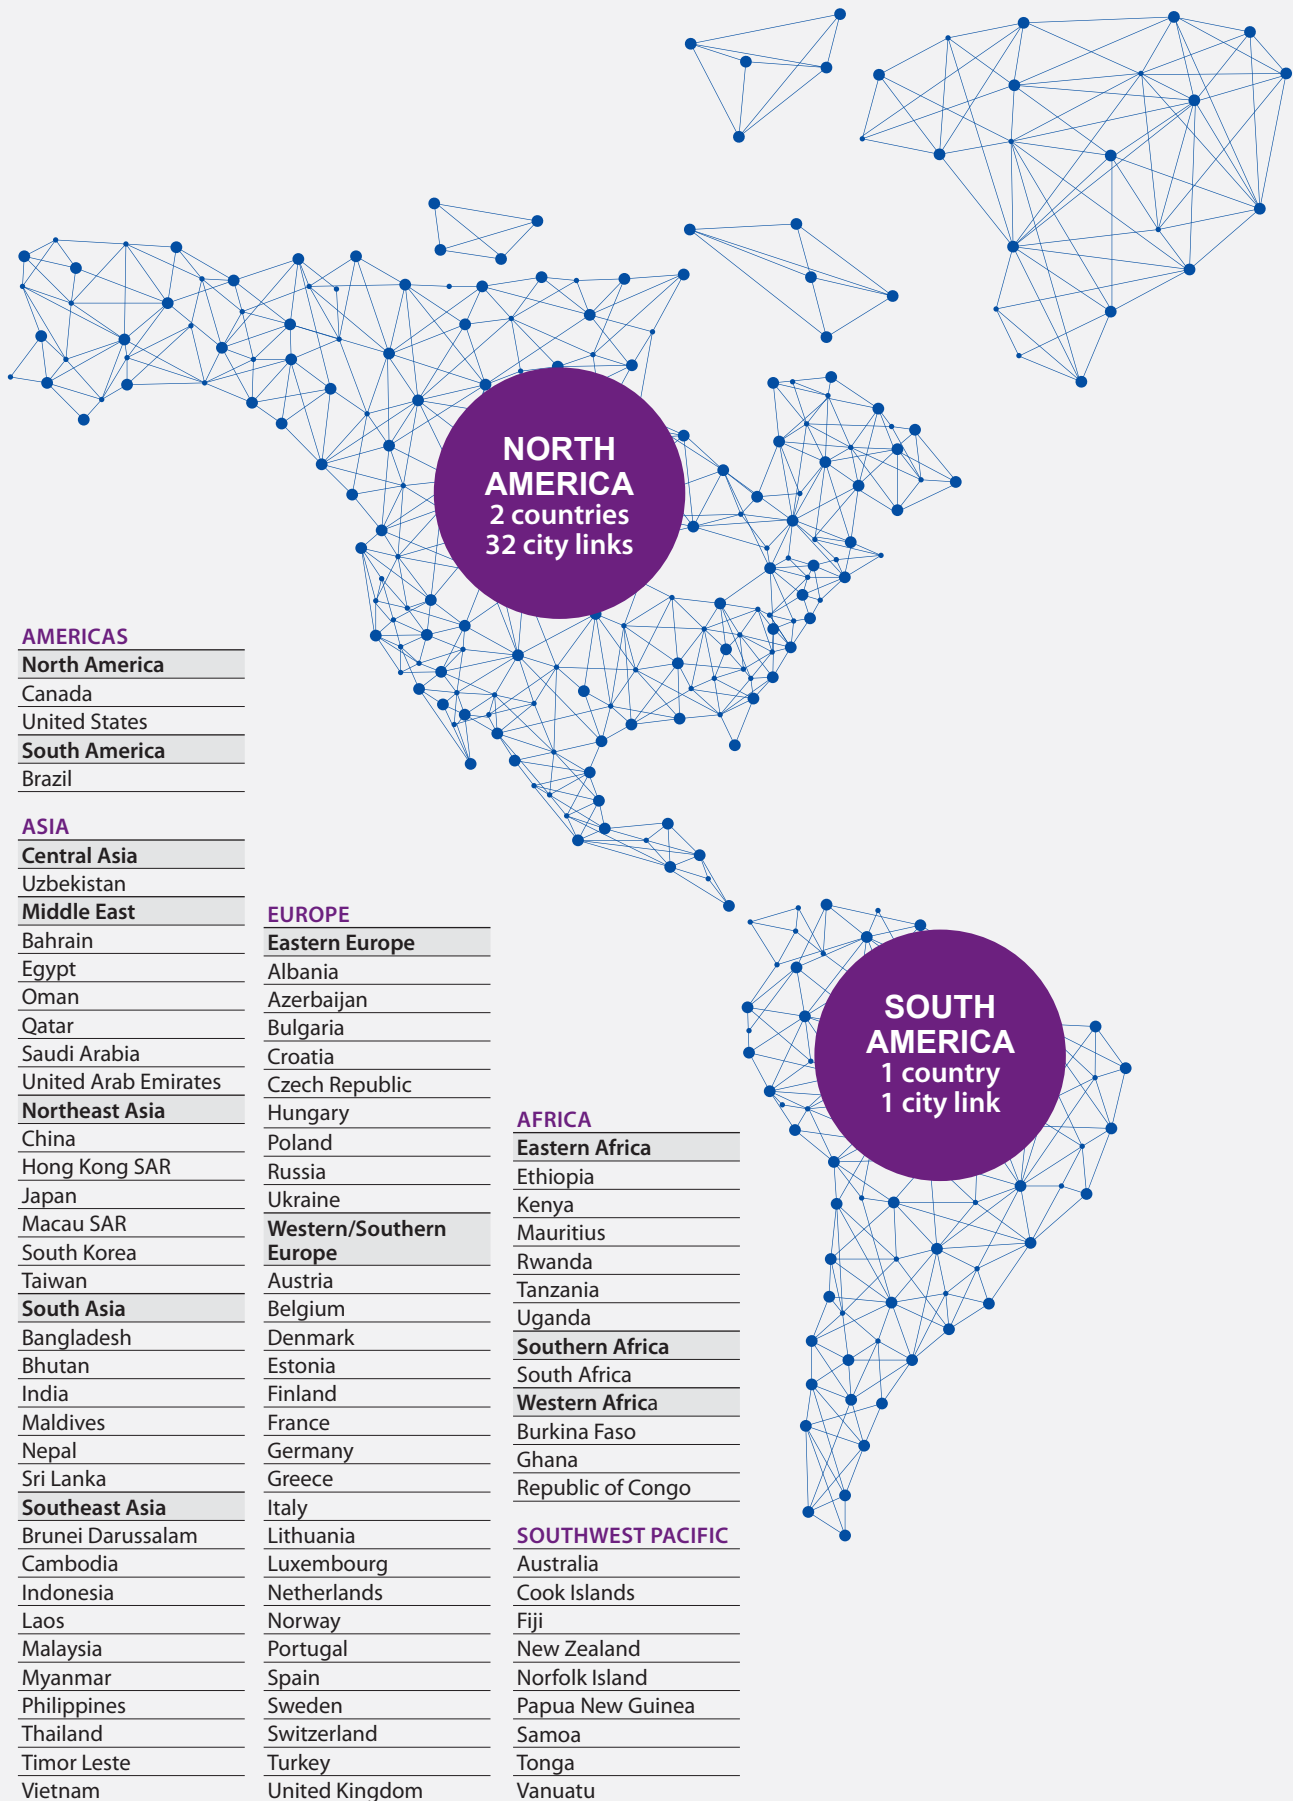 NORTH
AMERICA
2 countries
32 city links
SOUTH
AMERICA
1 country
1 city link
AMERICAS
North America
Canada
United States
South America
Brazil
ASIA
Central Asia
Uzbekistan
Middle East
Bahrain
Egypt
Oman
Qatar
Saudi Arabia
United Arab Emirates
Northeast Asia
China
Hong Kong SAR
Japan
Macau SAR
South Korea
Taiwan
South Asia
Bangladesh
Bhutan
India
Maldives
Nepal
Sri Lanka
Southeast Asia
Brunei Darussalam
Cambodia
Indonesia
Laos
Malaysia
Myanmar
Philippines
Thailand
Timor Leste
Vietnam
EUROPE
Eastern Europe
Albania
Azerbaijan
Bulgaria
Croatia
Czech Republic
Hungary
Poland
Russia
Ukraine
Western/Southern
Europe
Austria
Belgium
Denmark
Estonia
Finland
France
Germany
Greece
Italy
Lithuania
Luxembourg
Netherlands
Norway
Portugal
Spain
Sweden
Switzerland
Turkey
United Kingdom
AFRICA
Eastern Africa
Ethiopia
Kenya
Mauritius
Rwanda
Tanzania
Uganda
Southern Africa
South Africa
Western Africa
Burkina Faso
Ghana
Republic of Congo
SOUTHWEST PACIFIC
Australia
Cook Islands
Fiji
New Zealand
Norfolk Island
Papua New Guinea
Samoa
Tonga
Vanuatu